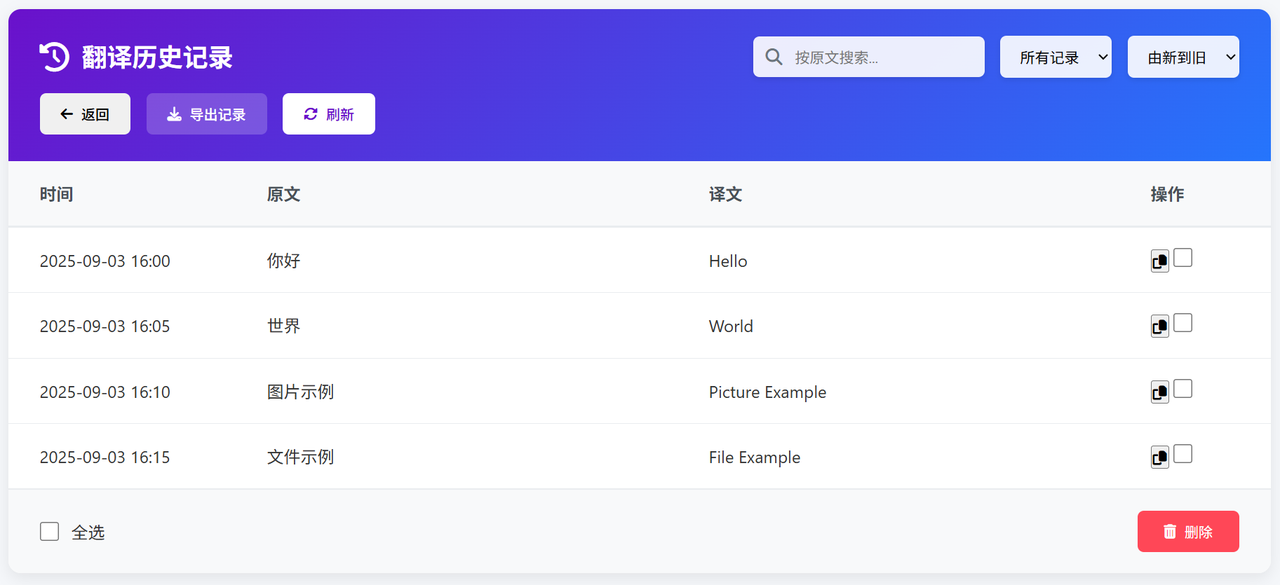 翻译历史记录
按原文搜索...
所有记录
由新到旧
返回
导出记录
刷新
时间 原文 译文 操作
2025-09-03 16:00 你好 Hello
2025-09-03 16:05 世界 World
2025-09-03 16:10 图片示例 Picture Example
2025-09-03 16:15 文件示例 File Example
全选
删除